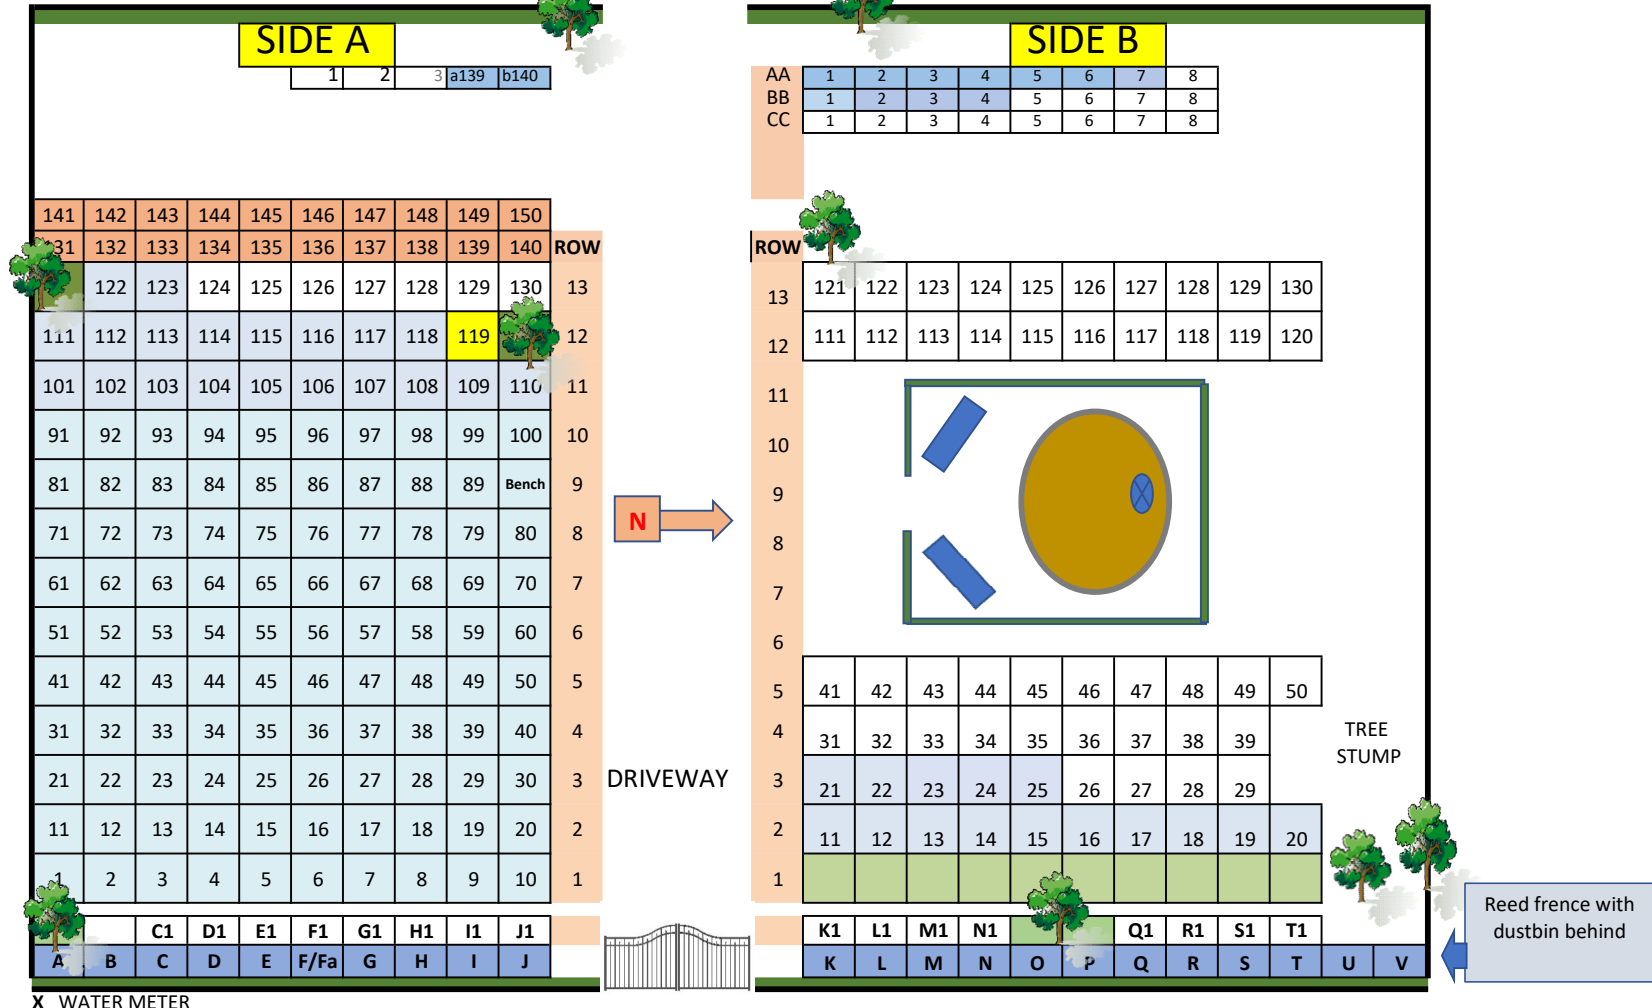 SIDE A
SIDE B
1 2 3 a139 b140
AA 1 2 3 4 5 6 7 8
BB 1 2 3 4 5 6 7 8
CC 1 2 3 4 5 6 7 8
141 142 143 144 145 146 147 148 149 150
131 132 133 134 135 136 137 138 139 140 ROW
ROW
122 123 124 125 126 127 128 129 130 13
13 121 122 123 124 125 126 127 128 129 130
111 112 113 114 115 116 117 118 119 12
12 111 112 113 114 115 116 117 118 119 120
101 102 103 104 105 106 107 108 109 110 11
11
91 92 93 94 95 96 97 98 99 100 10
10
81 82 83 84 85 86 87 88 89 Bench 9
9
N
71 72 73 74 75 76 77 78 79 80 8
8
61 62 63 64 65 66 67 68 69 70 7
7
51 52 53 54 55 56 57 58 59 60 6
6
41 42 43 44 45 46 47 48 49 50 5
5 41 42 43 44 45 46 47 48 49 50
31 32 33 34 35 36 37 38 39 40 4
4 31 32 33 34 35 36 37 38 39
TREE
STUMP
21 22 23 24 25 26 27 28 29 30 3
DRIVEWAY
3 21 22 23 24 25 26 27 28 29
11 12 13 14 15 16 17 18 19 20 2
2 11 12 13 14 15 16 17 18 19 20
1 2 3 4 5 6 7 8 9 10 1
1
C1 D1 E1 F1 G1 H1 I1 J1
K1 L1 M1 N1 Q1 R1 S1 T1
A B C D E F/Fa G H I J
K L M N O P Q R S T U V
Reed frence with
dustbin behind
X WATER METER